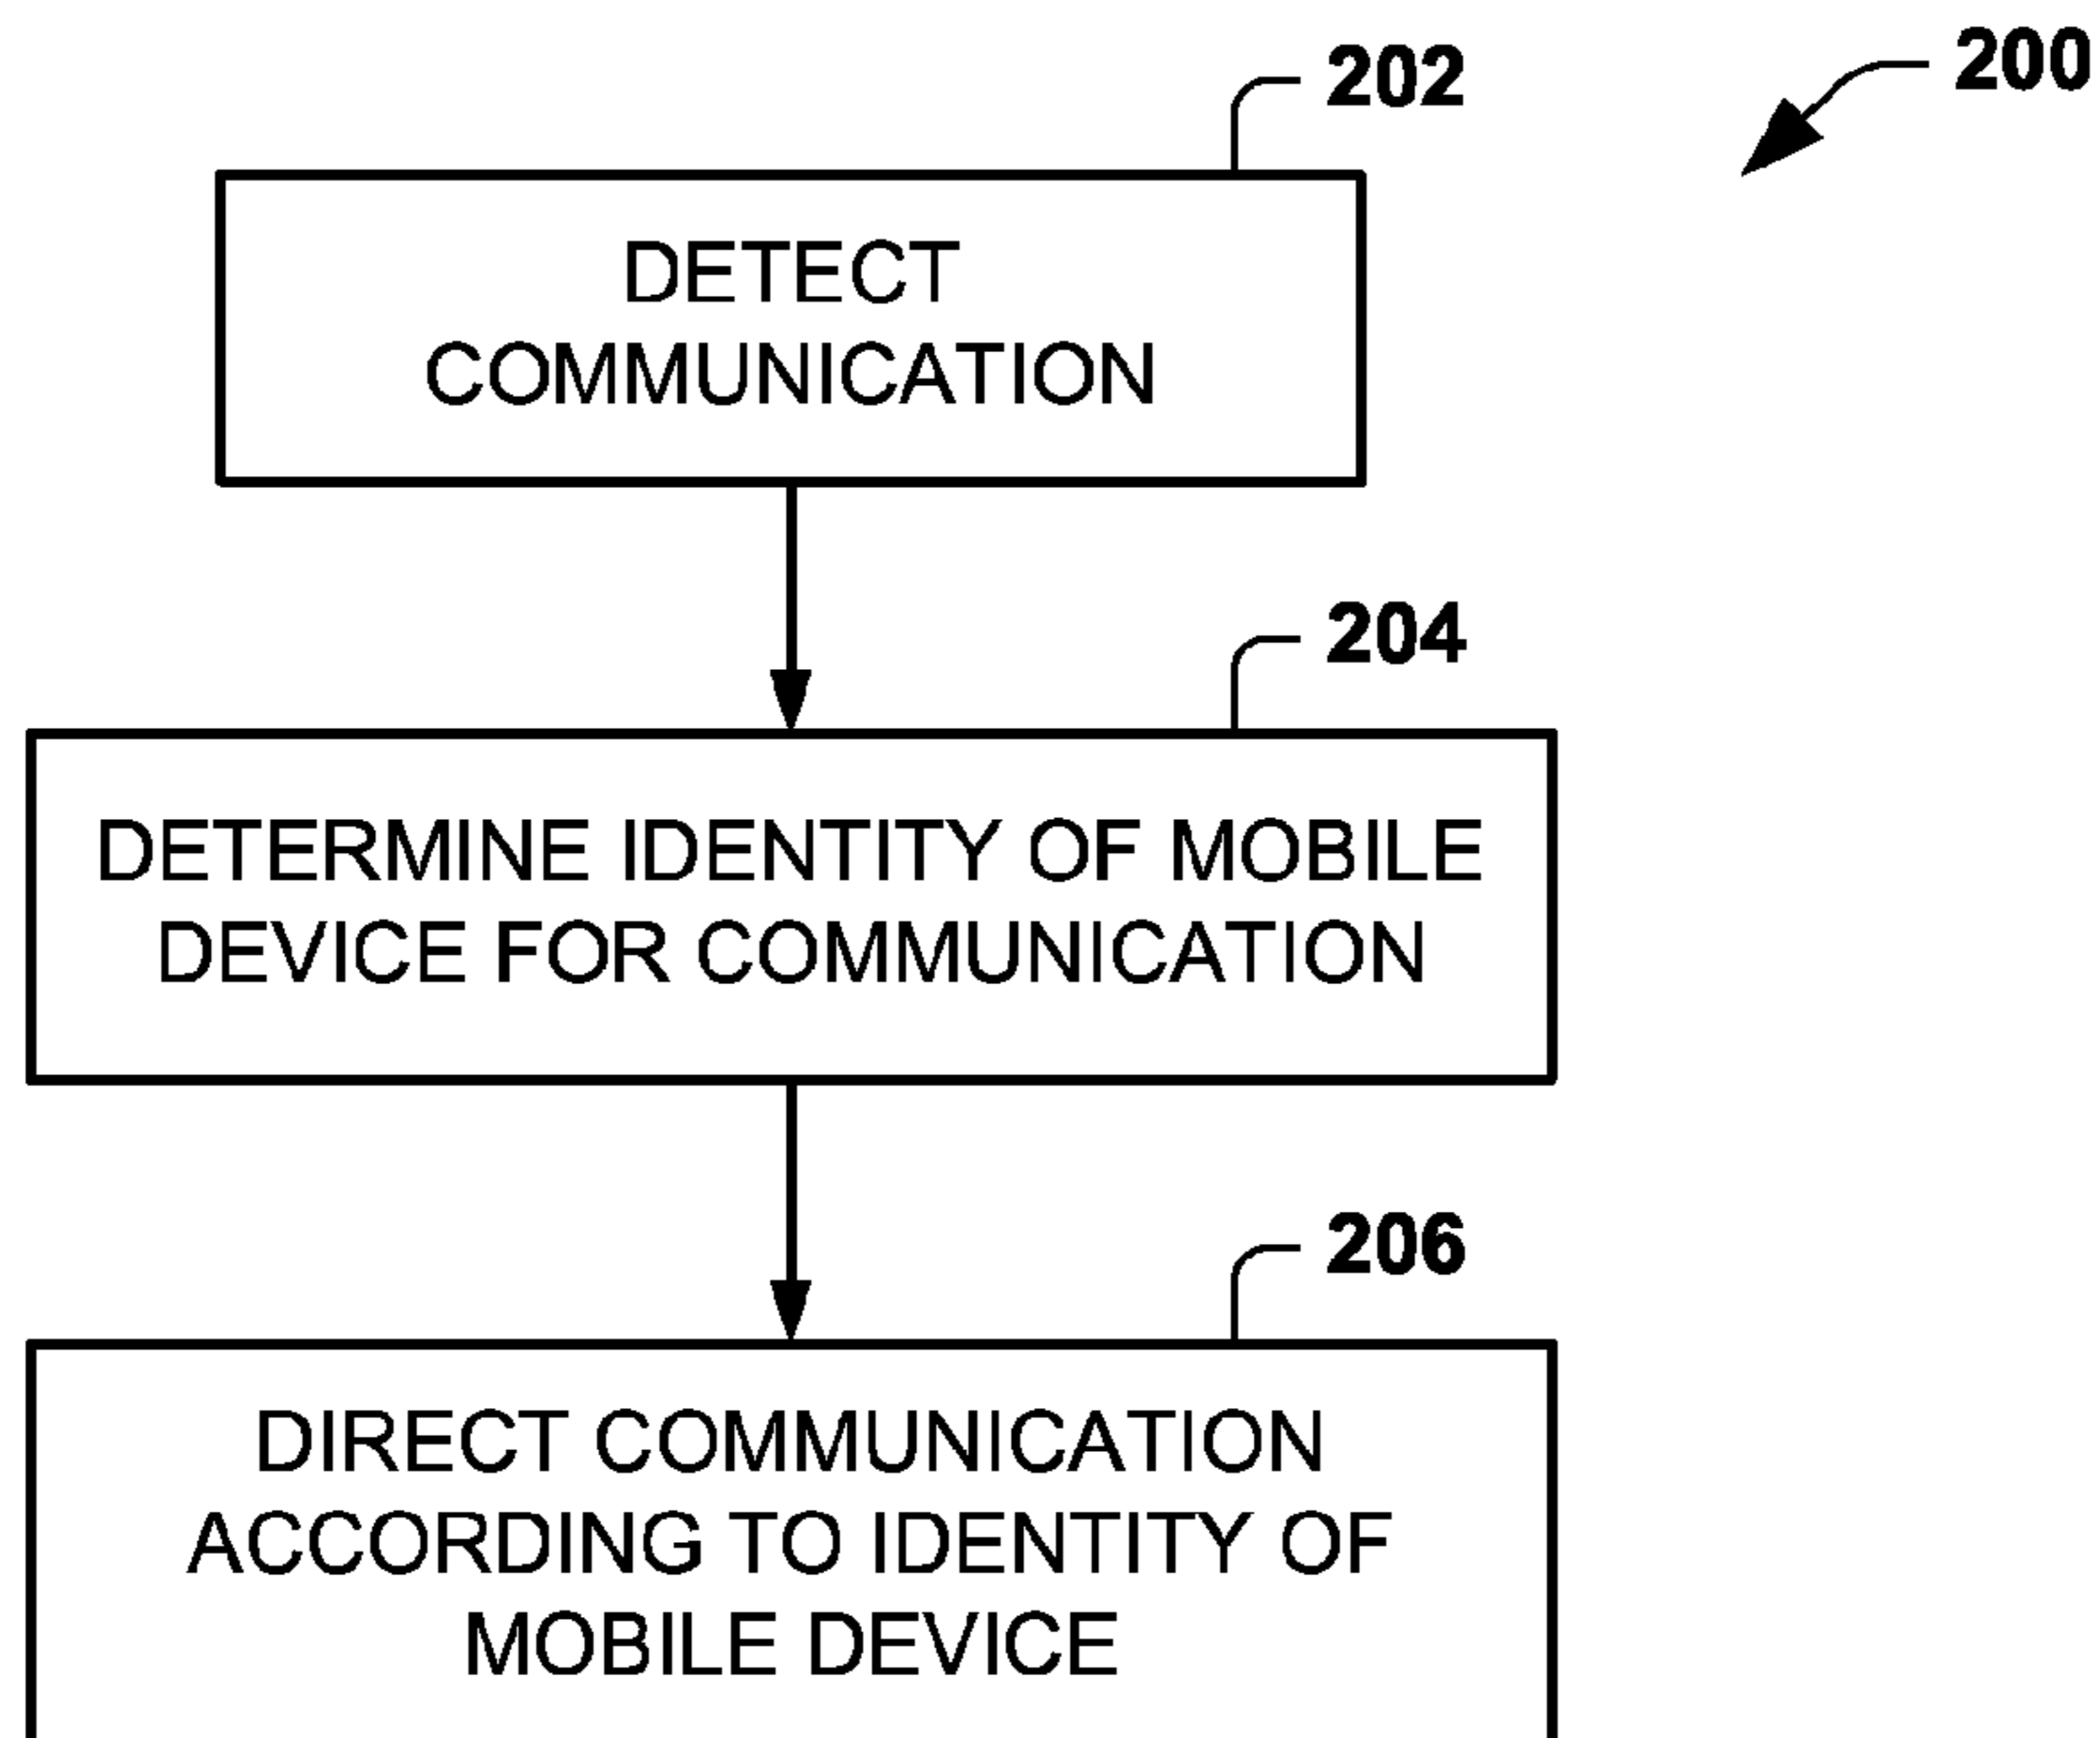 200
202
DETECT
COMMUNICATION
204
DETERMINE IDENTITY OF MOBILE
DEVICE FOR COMMUNICATION
206
DIRECT COMMUNICATION
ACCORDING TO IDENTITY OF
MOBILE DEVICE